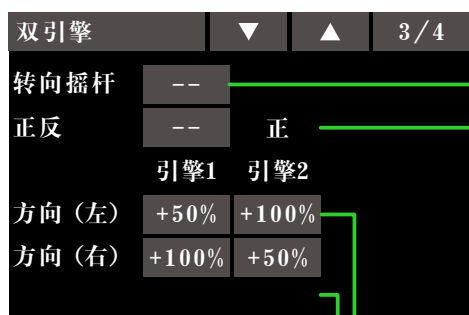 双引擎 ▼ ▲ 3/4
转向摇杆 --
正反 -- 正
引擎1 引擎2
方向（左） +50% +100%
方向（右） +100% +50%